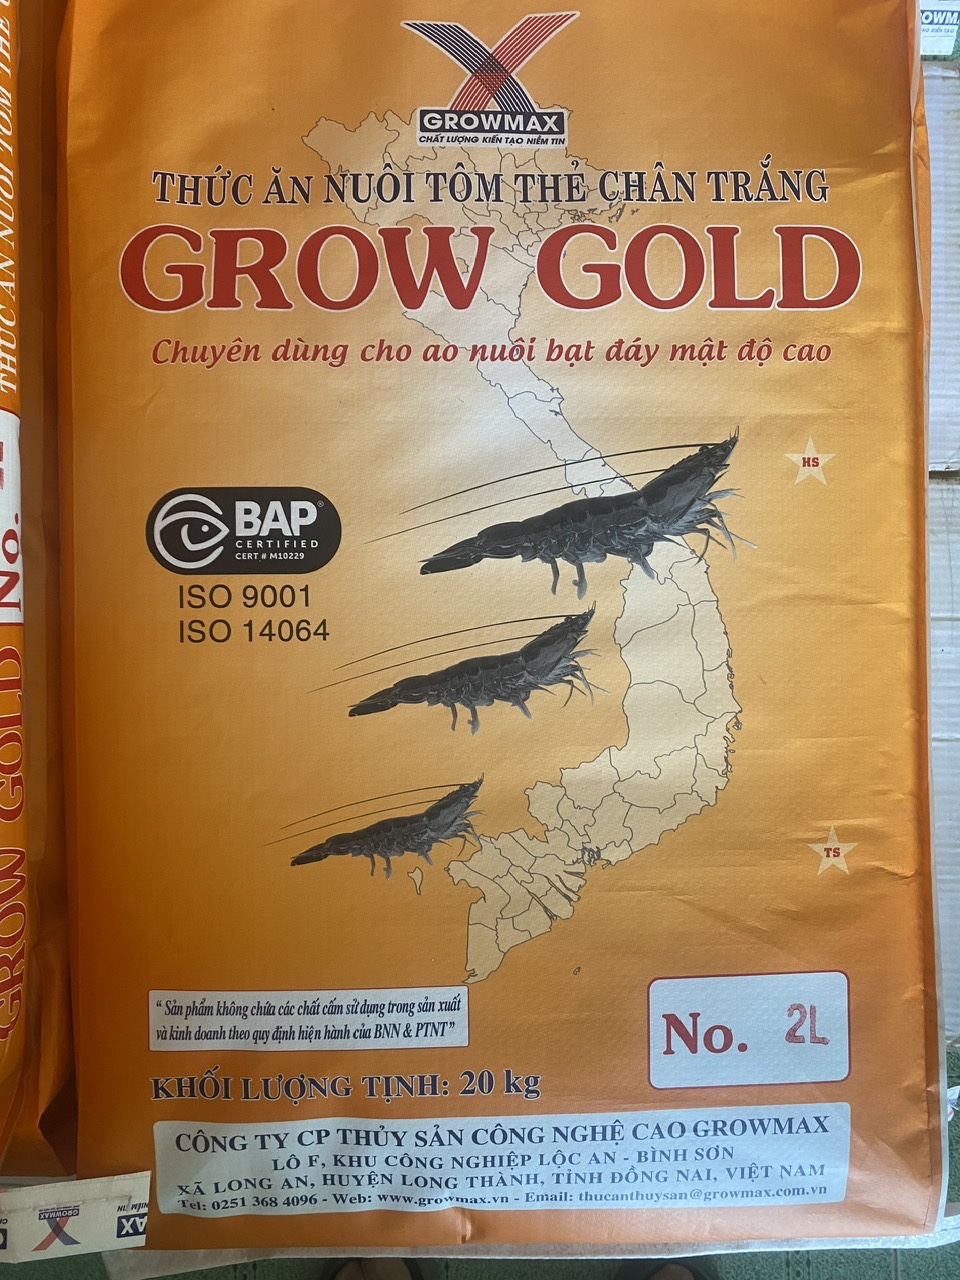 GROWMAX
CHẤT LƯỢNG KIẾN TẠO NIỀM TIN
THỨC ĂN NUÔI TÔM THẺ CHÂN TRẮNG
GROW GOLD
Chuyên dùng cho ao nuôi bạt đáy mật độ cao
HS
BAP®
CERTIFIED
CERT # M10229
ISO 9001
ISO 14064
TS
“ Sản phẩm không chứa các chất cấm sử dụng trong sản xuất
và kinh doanh theo quy định hiện hành của BNN & PTNT”
No. 2L
KHỐI LƯỢNG TỊNH: 20 kg
CÔNG TY CP THỦY SẢN CÔNG NGHỆ CAO GROWMAX
LÔ F, KHU CÔNG NGHIỆP LỘC AN - BÌNH SƠN
XÃ LONG AN, HUYỆN LONG THÀNH, TỈNH ĐỒNG NAI, VIỆT NAM
Tel: 0251 368 4096 - Web: www.growmax.vn - Email: thucanthuysan@growmax.com.vn
GROW GOLD No.
THỨC ĂN NUÔI TÔM THẺ
GROWMAX